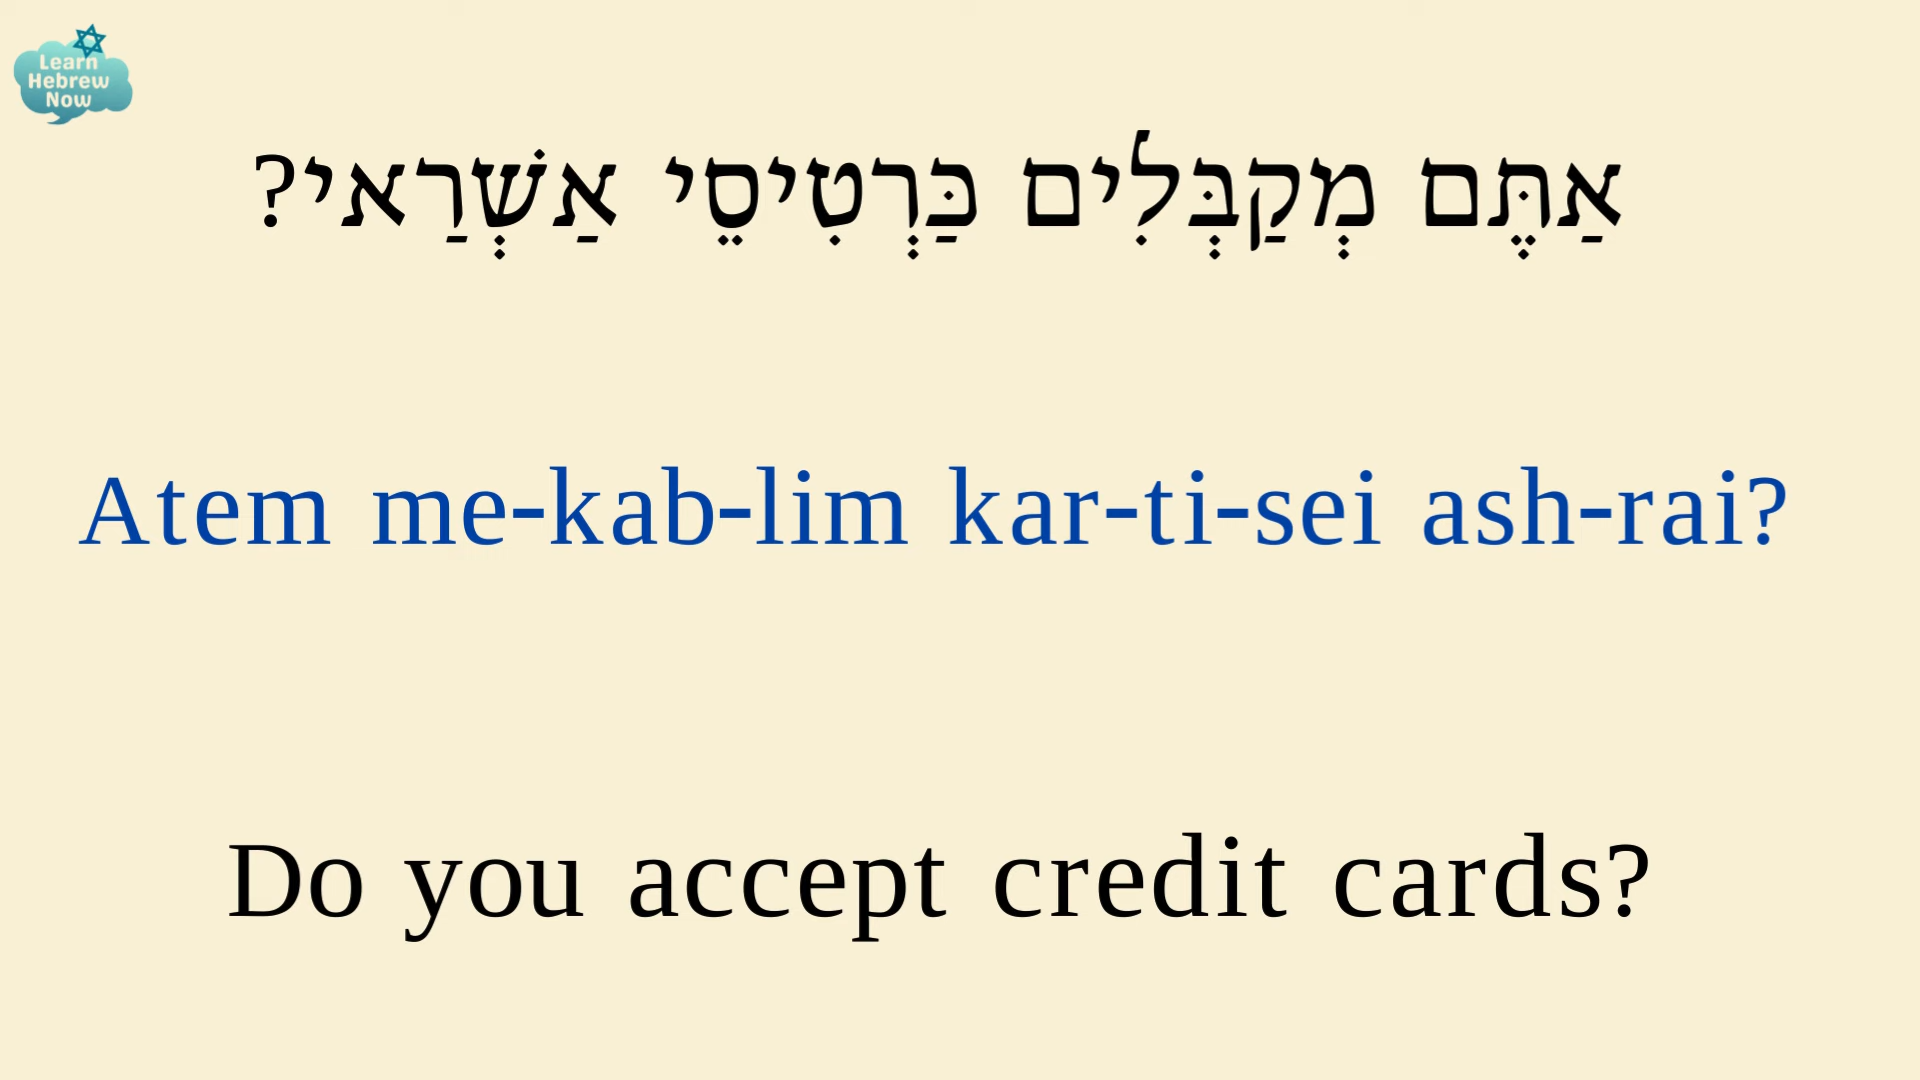 Learn
Hebrew
Now
אַתֶּם מְקַבְּלִים כַּרְטִיסֵי אַשְׁרַאי?
Atem me-kab-lim kar-ti-sei ash-rai?
Do you accept credit cards?